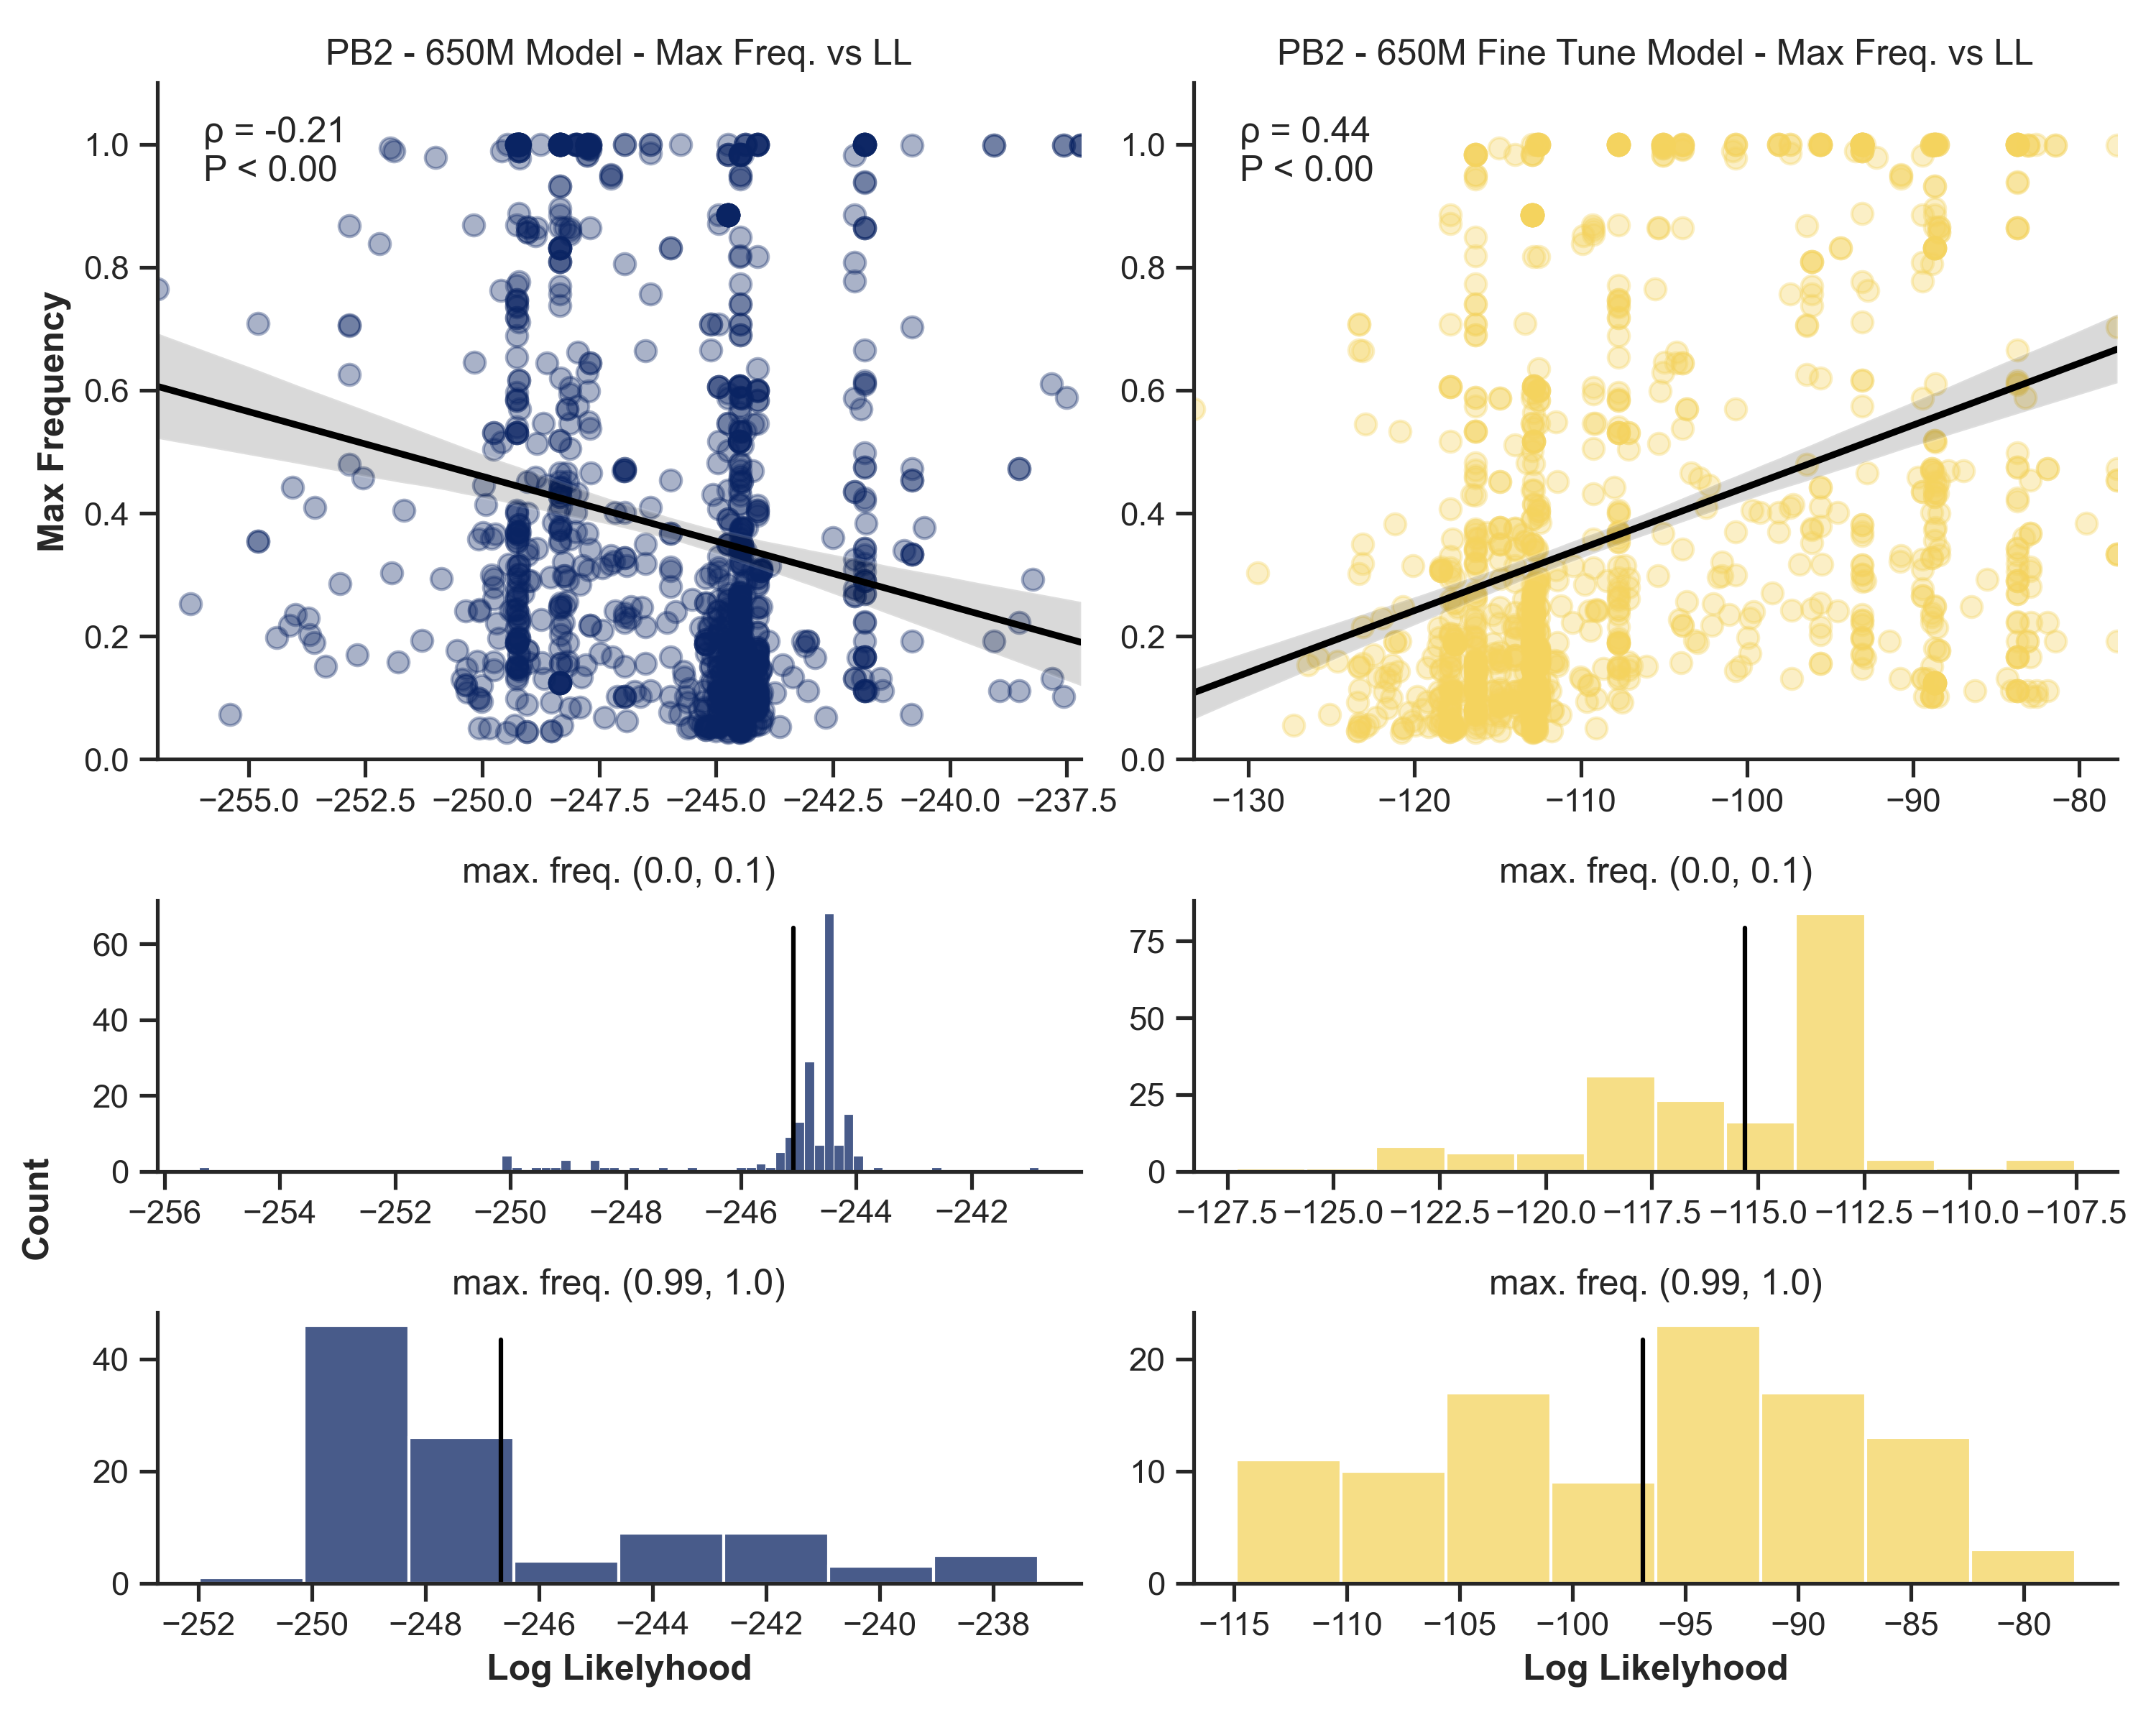 PB2 - 650M Model - Max Freq. vs LL
ρ = -0.21
P < 0.00
Max Frequency
1.0
0.8
0.6
0.4
0.2
0.0
−255.0 −252.5 −250.0 −247.5 −245.0 −242.5 −240.0 −237.5
PB2 - 650M Fine Tune Model - Max Freq. vs LL
ρ = 0.44
P < 0.00
1.0
0.8
0.6
0.4
0.2
0.0
−130 −120 −110 −100 −90 −80
max. freq. (0.0, 0.1)
60
40
20
0
−256 −254 −252 −250 −248 −246 −244 −242
max. freq. (0.0, 0.1)
75
50
25
0
−127.5 −125.0 −122.5 −120.0 −117.5 −115.0 −112.5 −110.0 −107.5
Count
max. freq. (0.99, 1.0)
40
20
0
−252 −250 −248 −246 −244 −242 −240 −238
Log Likelyhood
max. freq. (0.99, 1.0)
20
10
0
−115 −110 −105 −100 −95 −90 −85 −80
Log Likelyhood